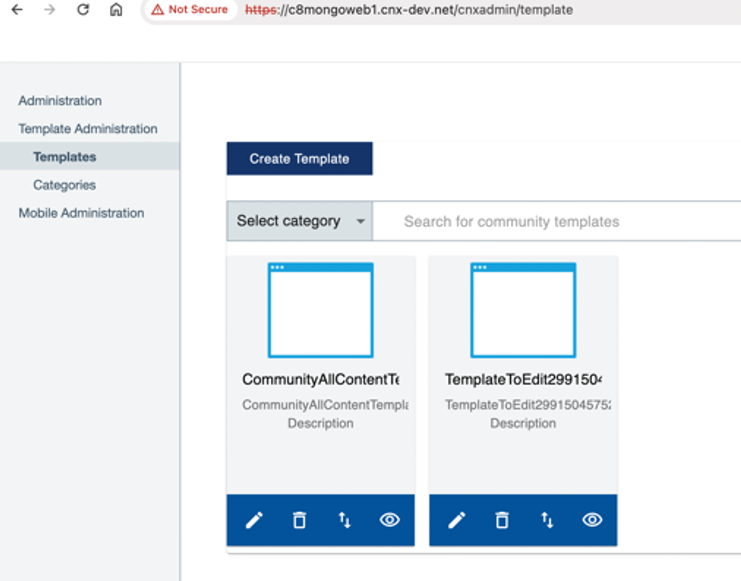 Not Secure https://c8mongoweb1.cnx-dev.net/cnxadmin/template
Administration
Template Administration
Templates
Categories
Mobile Administration
Create Template
Select category
Search for community templates
CommunityAllContentTe
CommunityAllContentTempla
Description
TemplateToEdit2991504
TemplateToEdit29915045752
Description